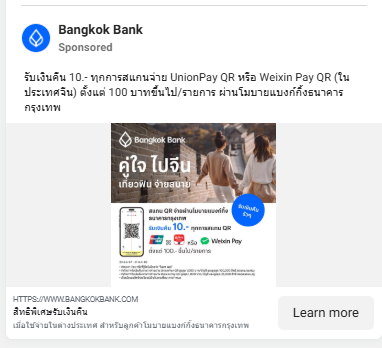 Bangkok Bank
Sponsored
รับเงินคืน 10.- ทุกการสแกนจ่าย UnionPay QR หรือ Weixin Pay QR (ใน
ประเทศจีน) ตั้งแต่ 100 บาทขึ้นไป/รายการ ผ่านโมบายแบงก์กิ้งธนาคาร
กรุงเทพ
Bangkok Bank
คู่ใจ ไปจีน
เที่ยวฟิน จ่ายสบาย
รับเงินคืน
รัวๆ
สแกน QR จ่ายผ่านโมบายแบงก์กิ้ง
ธนาคารกรุงเทพ
รับเงินคืน 10.- ทุกการสแกน QR
หรือ Weixin Pay
ตั้งแต่ 100.- ขึ้นไป/รายการ
HTTPS://WWW.BANGKOKBANK.COM
สิทธิพิเศษรับเงินคืน
เมื่อใช้จ่ายในต่างประเทศ สำหรับลูกค้าโมบายแบงก์กิ้งธนาคารกรุงเทพ
Learn more